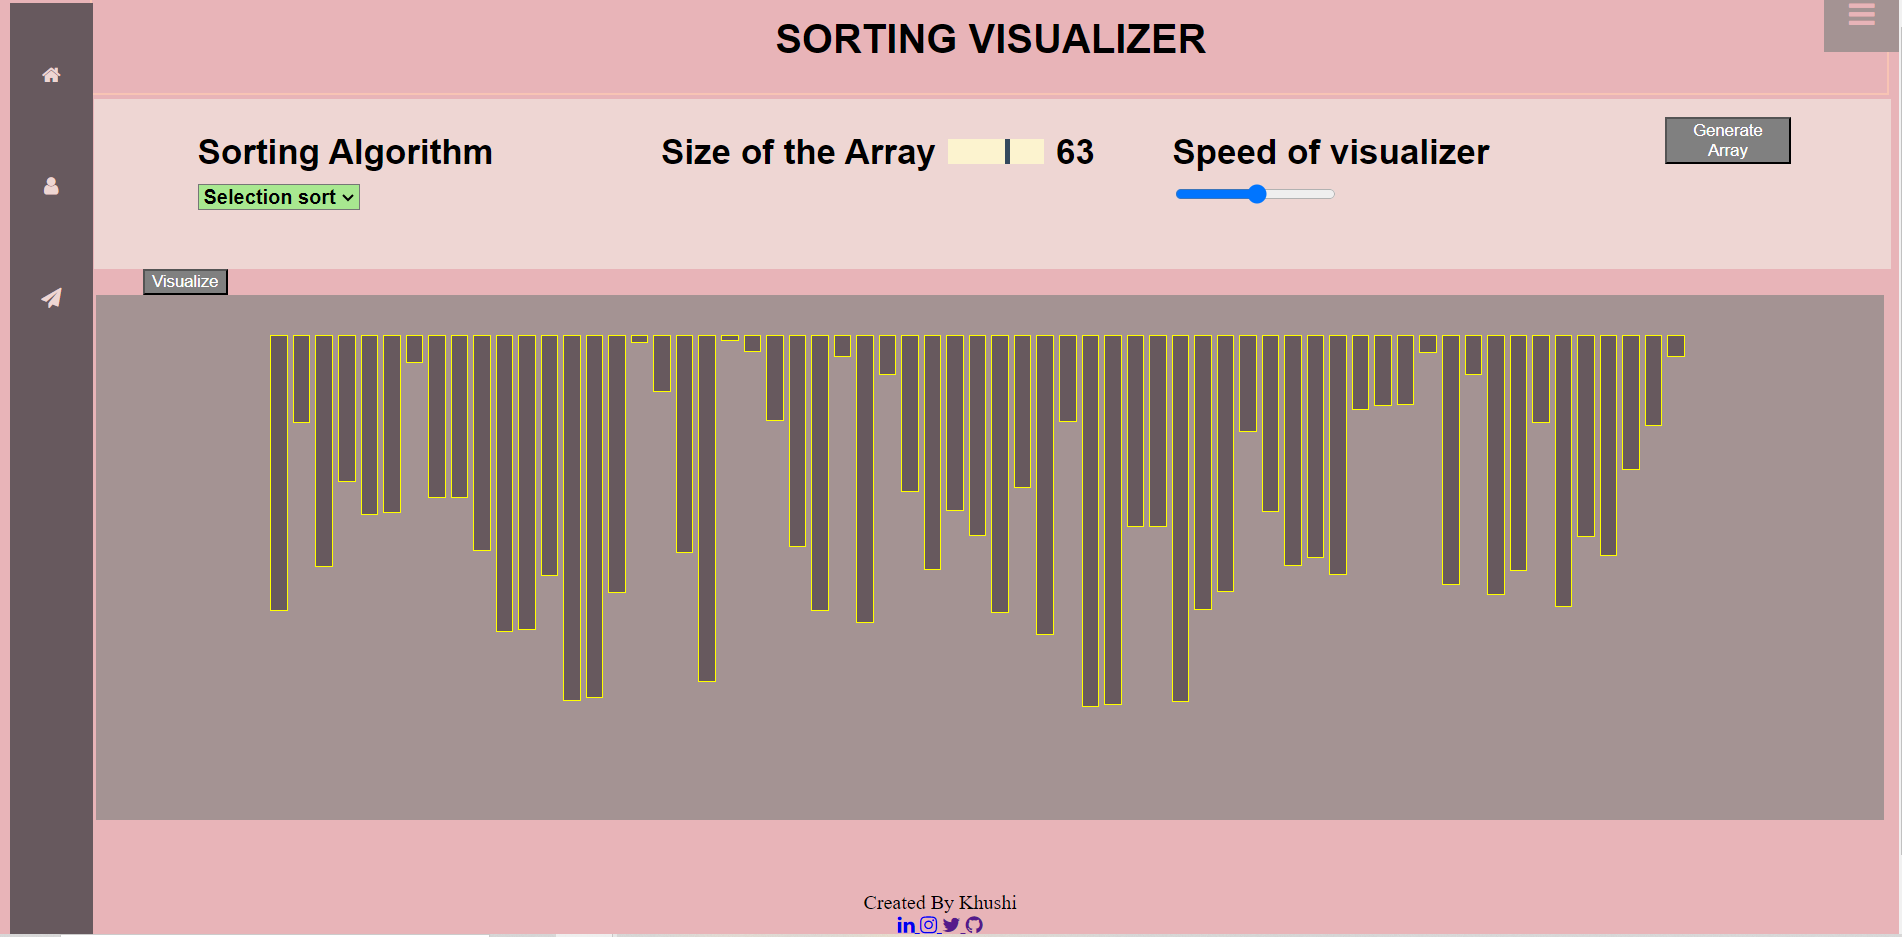 SORTING VISUALIZER
Sorting Algorithm
Selection sort
Size of the Array 63
Speed of visualizer
Generate
Array
Visualize
Created By Khushi